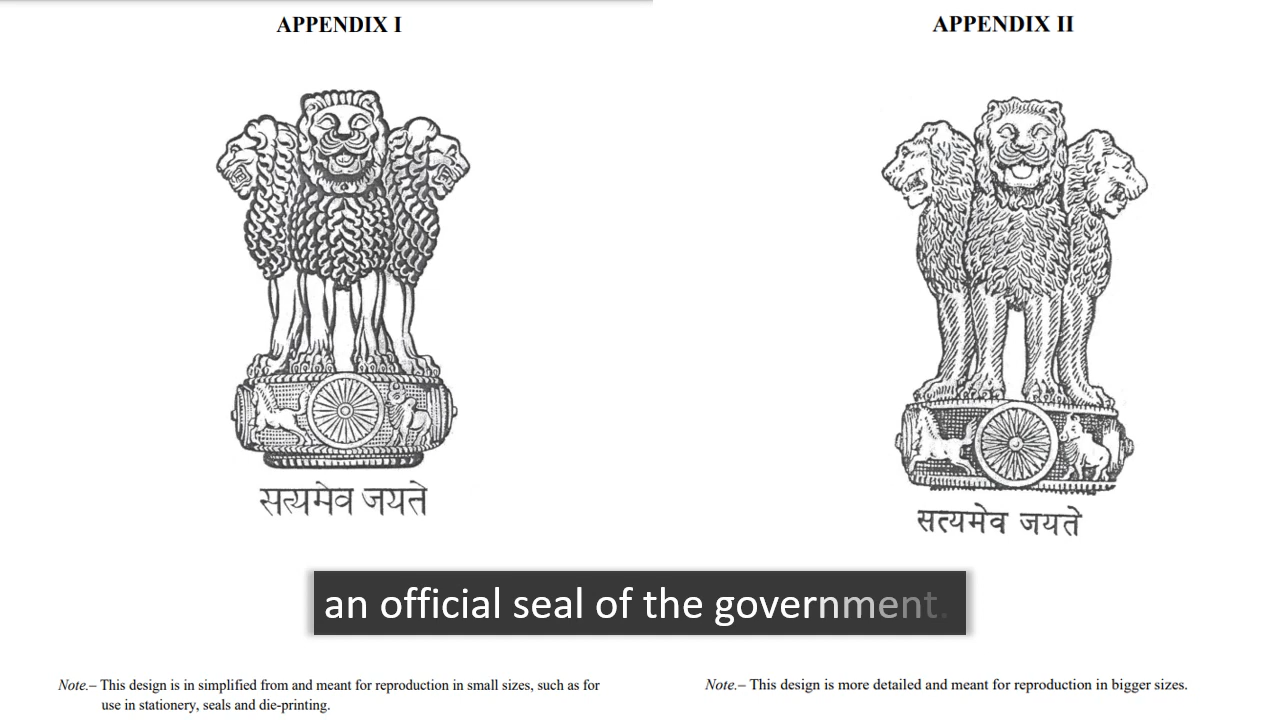 APPENDIX I
APPENDIX II
सत्यमेव जयते
सत्यमेव जयते
an official seal of the government.
Note.– This design is in simplified from and meant for reproduction in small sizes, such as for
use in stationery, seals and die-printing.
Note.– This design is more detailed and meant for reproduction in bigger sizes.